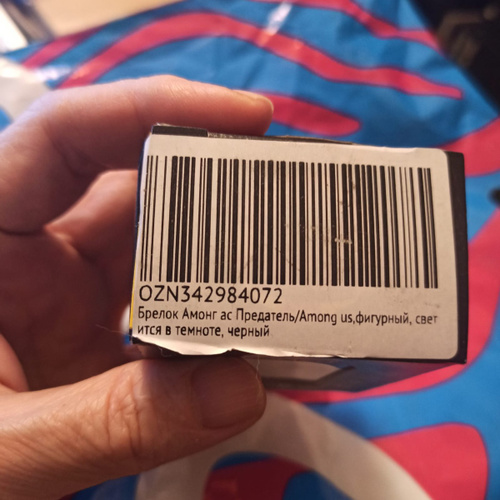 OZN342984072
Брелок Амонг ас Предатель/Among us,фигурный, свет
ится в темноте, черный